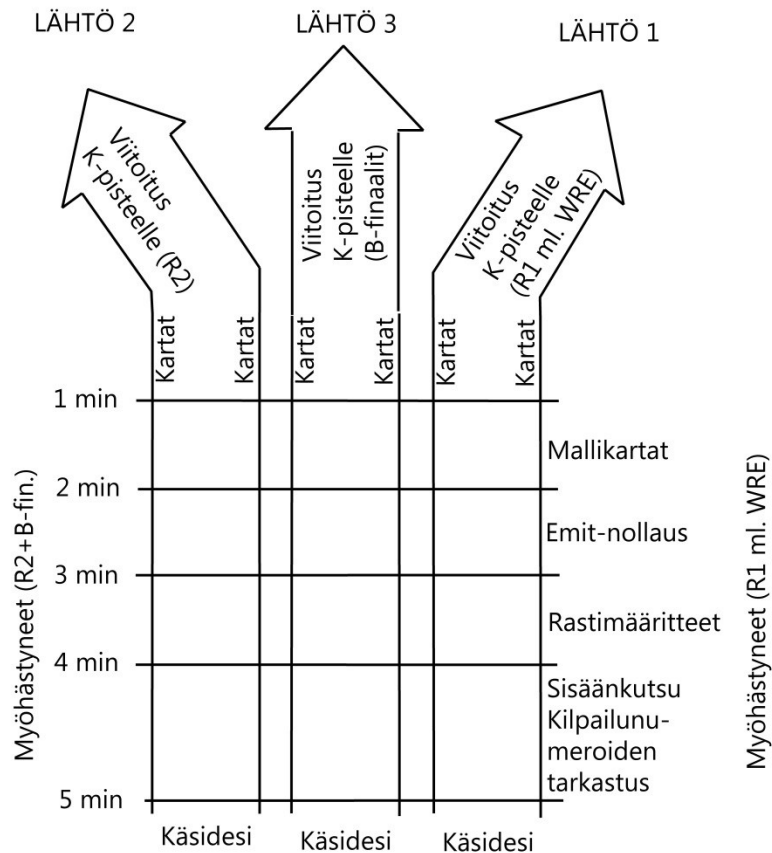 LÄHTÖ 2
LÄHTÖ 3
LÄHTÖ 1
Viitoitus
K-pisteelle (R2)
Viitoitus
K-pisteelle
(B-finaalit)
Viitoitus
K-pisteelle
(R1 ml. WRE)
Kartat
Kartat
Kartat
Kartat
Kartat
Kartat
1 min
Mallikartat
2 min
Emit-nollaus
3 min
Rastimääritteet
4 min
Sisäänkutsu
Kilpailunu-
meroiden
tarkastus
5 min
Myöhästyneet (R2+B-fin.)
Myöhästyneet (R1 ml. WRE)
Käsidesi
Käsidesi
Käsidesi